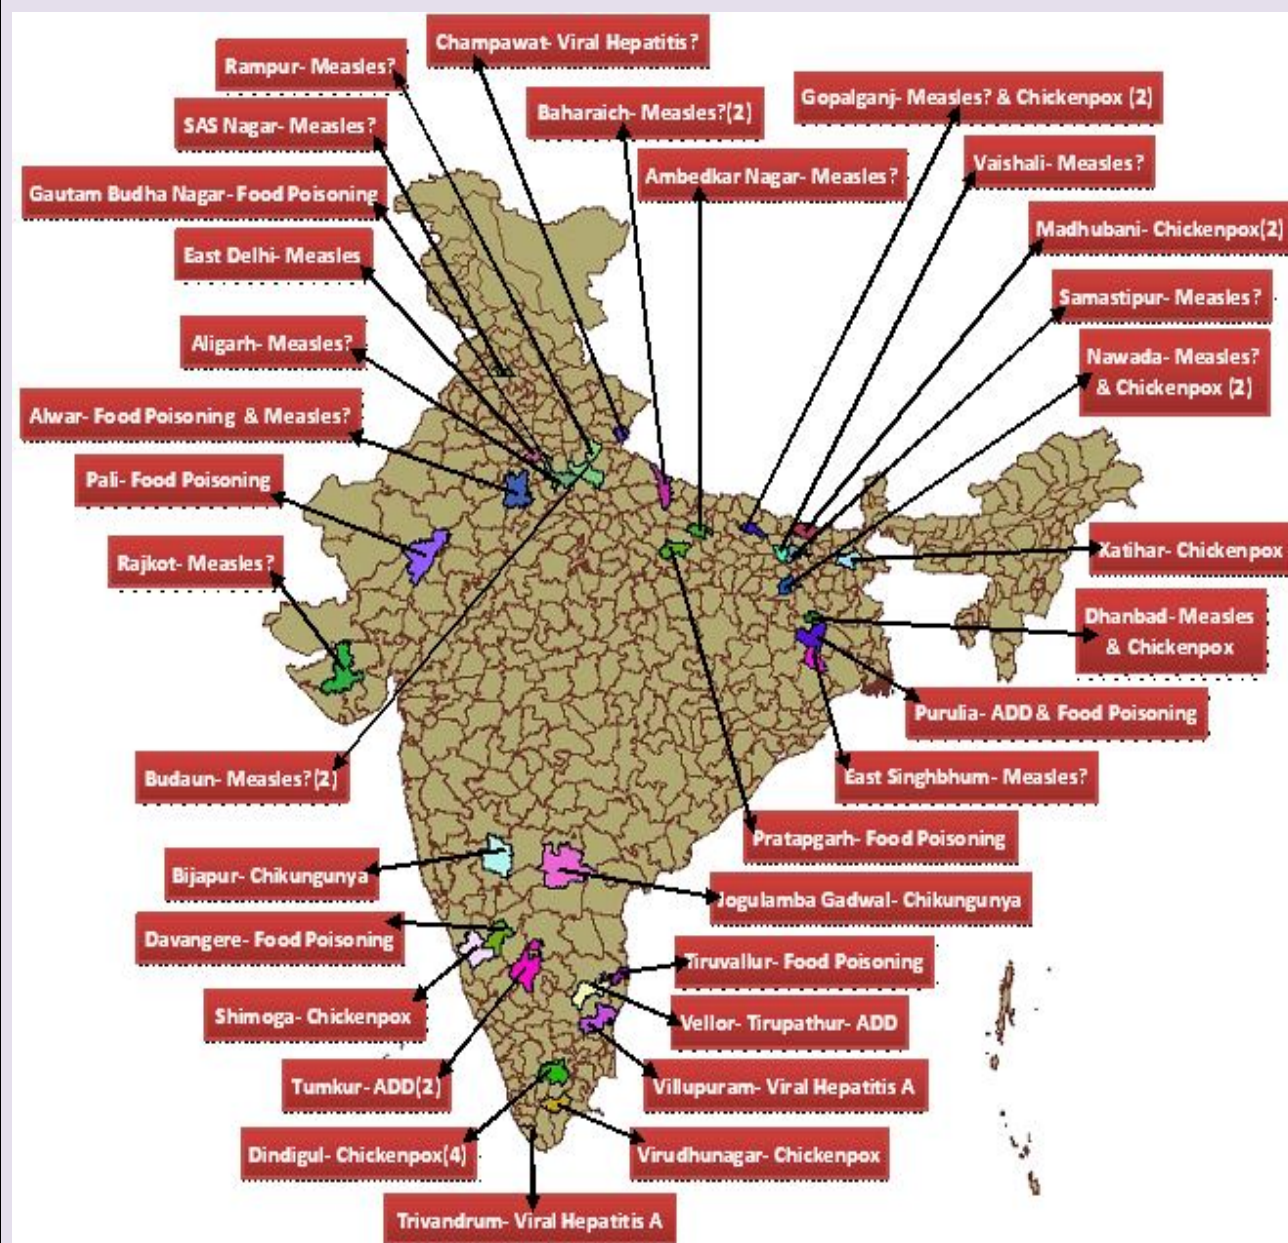 Champawat- Viral Hepatitis?
Rampur- Measles?
Baharaich- Measles?(2)
Gopalganj- Measles? & Chickenpox (2)
SAS Nagar- Measles?
Ambedkar Nagar- Measles?
Vaishali- Measles?
Gautam Budha Nagar- Food Poisoning
Madhubani- Chickenpox(2)
East Delhi- Measles
Samastipur- Measles?
Aligarh- Measles?
Nawada- Measles?
& Chickenpox (2)
Alwar- Food Poisoning & Measles?
Pali- Food Poisoning
Xatihar- Chickenpox
Rajkot- Measles?
Dhanbad- Measles
& Chickenpox
Purulia- ADD & Food Poisoning
Budaun- Measles?(2)
East Singhbhum- Measles?
Pratapgarh- Food Poisoning
Bijapur- Chikungunya
Jogulamba Gadwal- Chikungunya
Davangere- Food Poisoning
Tiruvallur- Food Poisoning
Shimoga- Chickenpox
Vellor- Tirupathur- ADD
Tumkur- ADD(2)
Villupuram- Viral Hepatitis A
Dindigul- Chickenpox(4)
Virudhunagar- Chickenpox
Trivandrum- Viral Hepatitis A